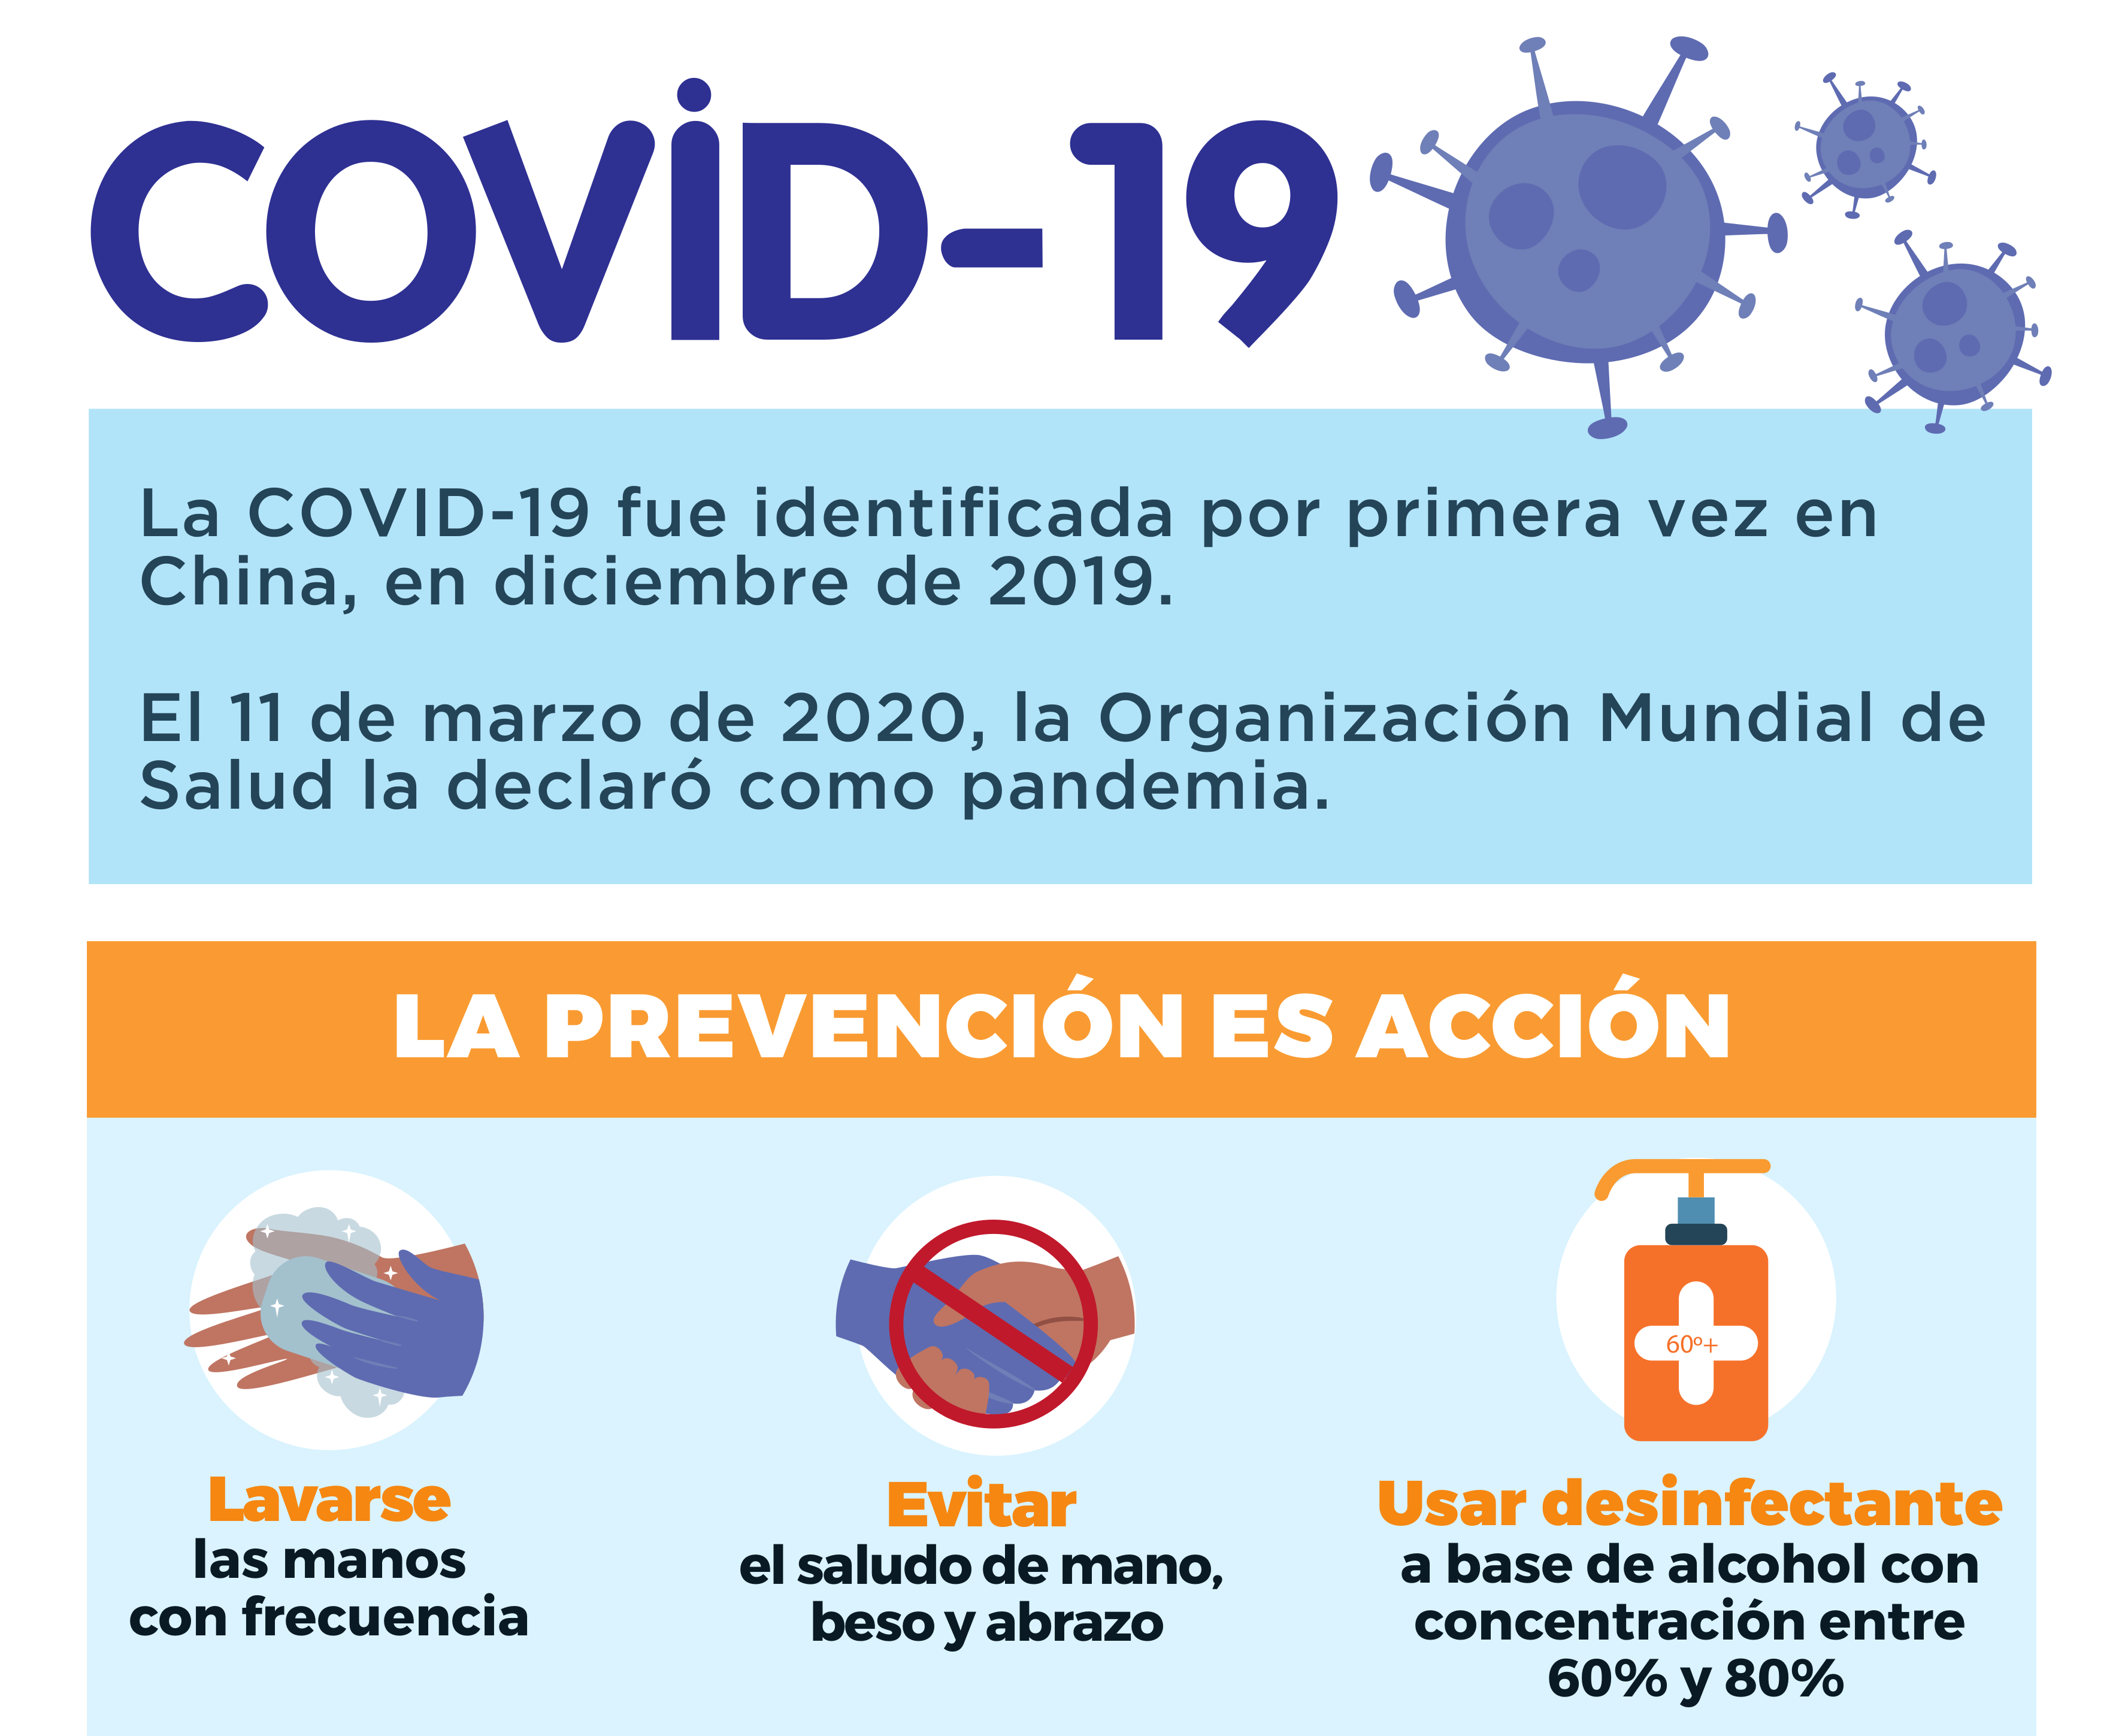 COVID-19
La COVID-19 fue identificada por primera vez en
China, en diciembre de 2019.
El 11 de marzo de 2020, la Organización Mundial de
Salud la declaró como pandemia.
LA PREVENCIÓN ES ACCIÓN
Lavarse
las manos
con frecuencia
Evitar
el saludo de mano,
beso y abrazo
60º+
Usar desinfectante
a base de alcohol con
concentración entre
60% y 80%